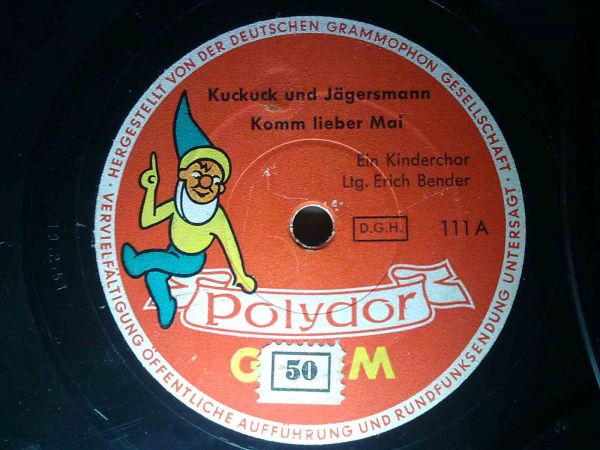 HERGESTELLT VON DER DEUTSCHEN GRAMMOPHON GESELLSCHAFT ·
VERVIELFÄLTIGUNG ÖFFENTLICHE AUFFÜHRUNG UND RUNDFUNKSENDUNG UNTERSAGT ·
Kuckuck und Jägersmann
Komm lieber Mai
Ein Kinderchor
Ltg. Erich Bender
D.G.H. 111 A
Polydor
G M
50